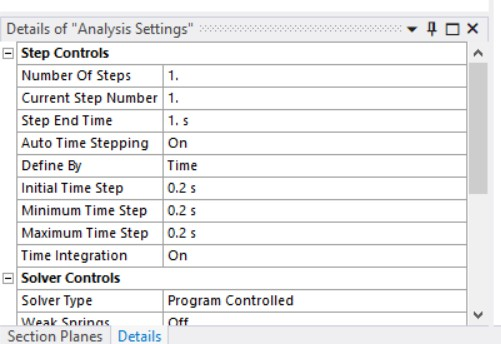 Details of "Analysis Settings"
Step Controls
Number Of Steps 1.
Current Step Number 1.
Step End Time 1. s
Auto Time Stepping On
Define By Time
Initial Time Step 0.2 s
Minimum Time Step 0.2 s
Maximum Time Step 0.2 s
Time Integration On
Solver Controls
Solver Type Program Controlled
Weak Springs Off
Section Planes Details